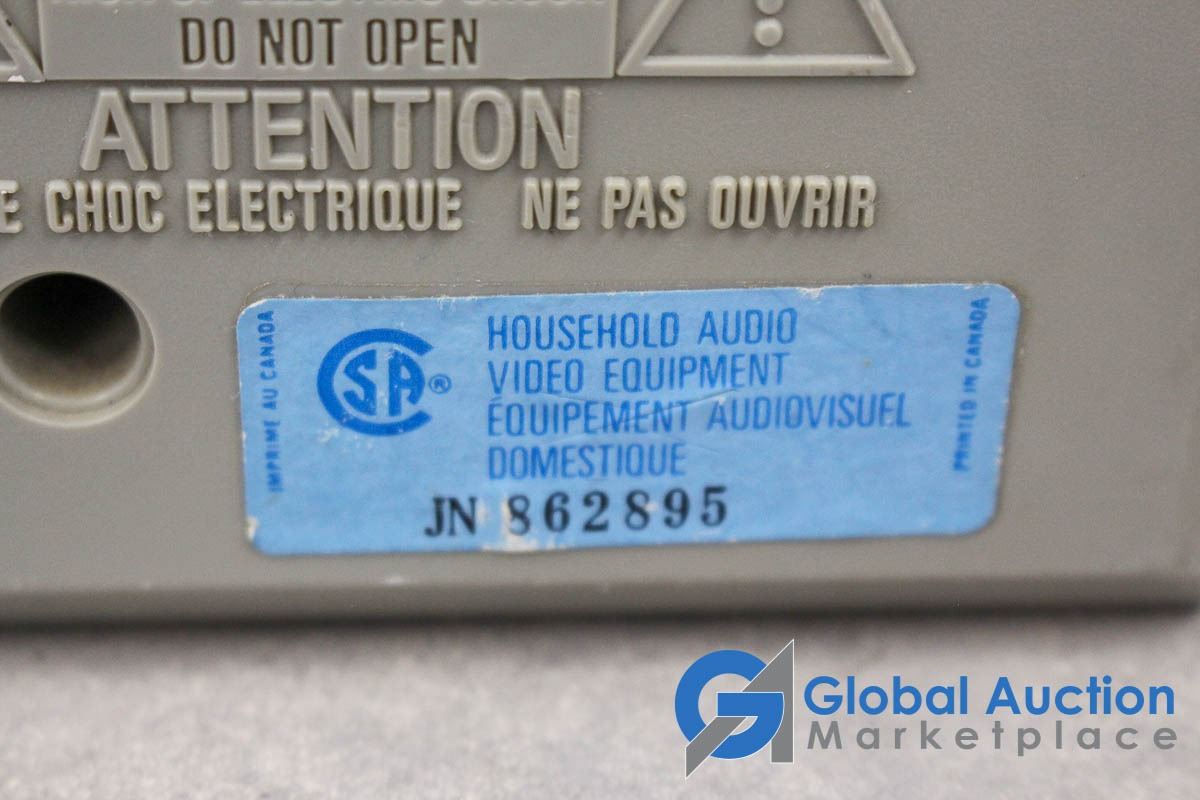 DO NOT OPEN
ATTENTION
E CHOC ELECTRIQUE NE PAS OUVRIR
IMPRIMÉ AU CANADA
CSA®
HOUSEHOLD AUDIO
VIDEO EQUIPMENT
ÉQUIPEMENT AUDIOVISUEL
DOMESTIQUE
JN 862895
PRINTED IN CANADA
Global Auction
Marketplace